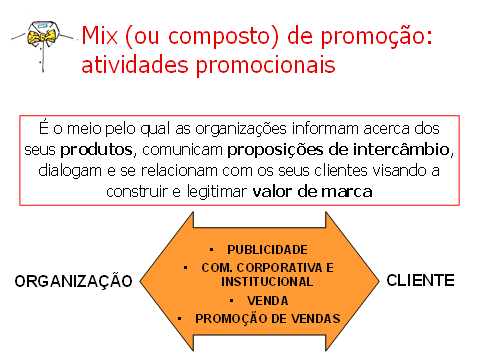 Mix (ou composto) de promoção:
atividades promocionais
É o meio pelo qual as organizações informam acerca dos
seus produtos, comunicam proposições de intercâmbio,
dialogam e se relacionam com os seus clientes visando a
construir e legitimar valor de marca
ORGANIZAÇÃO
• PUBLICIDADE
• COM. CORPORATIVA E
INSTITUCIONAL
• VENDA
• PROMOÇÃO DE VENDAS
CLIENTE